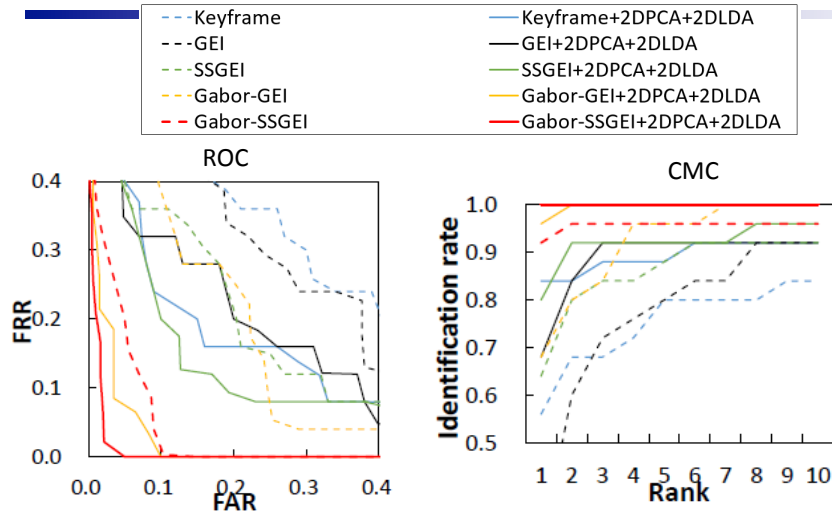 Keyframe Keyframe+2DPCA+2DLDA
GEI GEI+2DPCA+2DLDA
SSGEI SSGEI+2DPCA+2DLDA
Gabor-GEI Gabor-GEI+2DPCA+2DLDA
Gabor-SSGEI Gabor-SSGEI+2DPCA+2DLDA
ROC
0.4
0.3
0.2
0.1
0.0
FRR
0.0 0.1 0.2 0.3 0.4
FAR
CMC
1.0
0.9
0.8
0.7
0.6
0.5
Identification rate
1 2 3 4 5 6 7 8 9 10
Rank